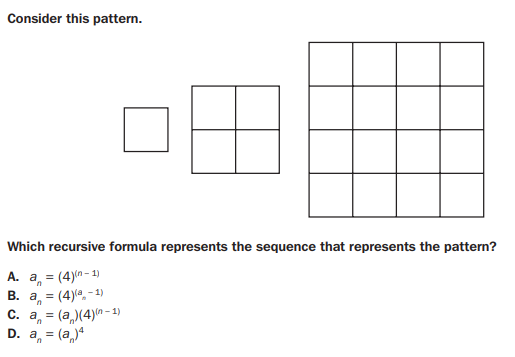 Consider this pattern.
Which recursive formula represents the sequence that represents the pattern?
A. aₙ = (4)⁽ⁿ ⁻ ¹⁾
B. aₙ = (4)^(aₙ – 1)
C. aₙ = (aₙ)(4)⁽ⁿ ⁻ ¹⁾
D. aₙ = (aₙ)⁴